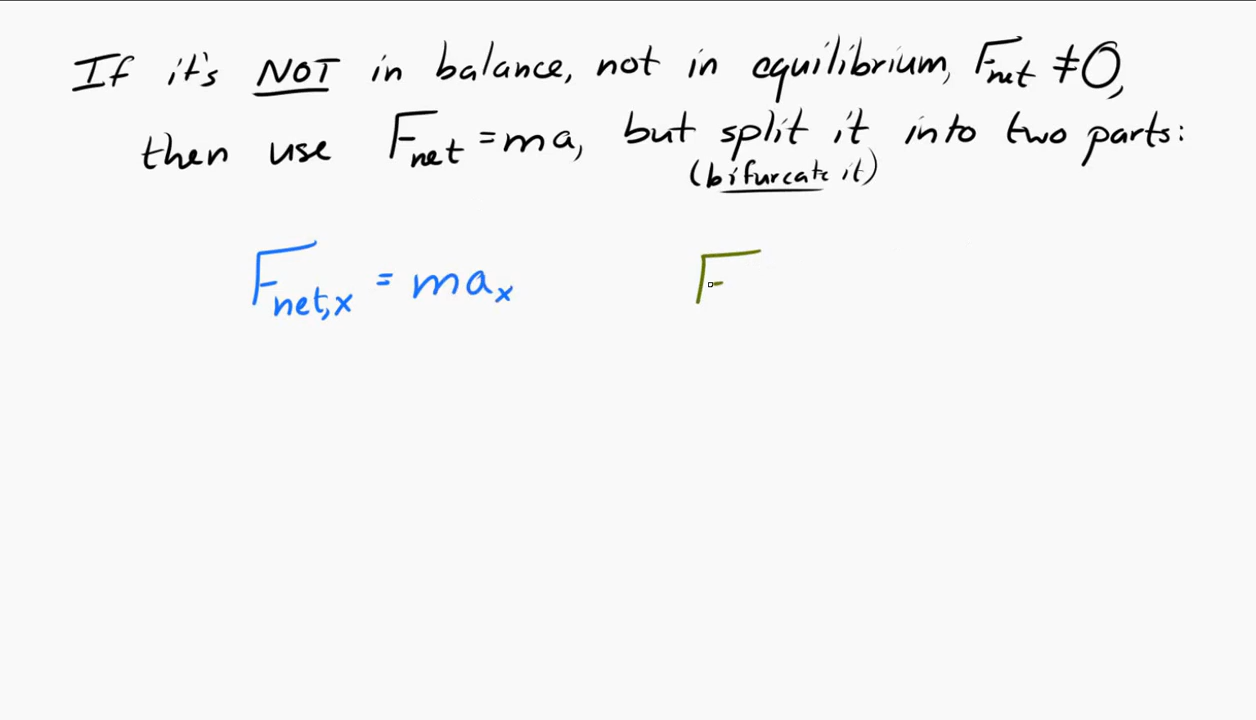 If it's NOT in balance, not in equilibrium, Fnet ≠ 0,
then use Fnet = ma, but split it into two parts:
(bifurcate it)
Fnet,x = max F